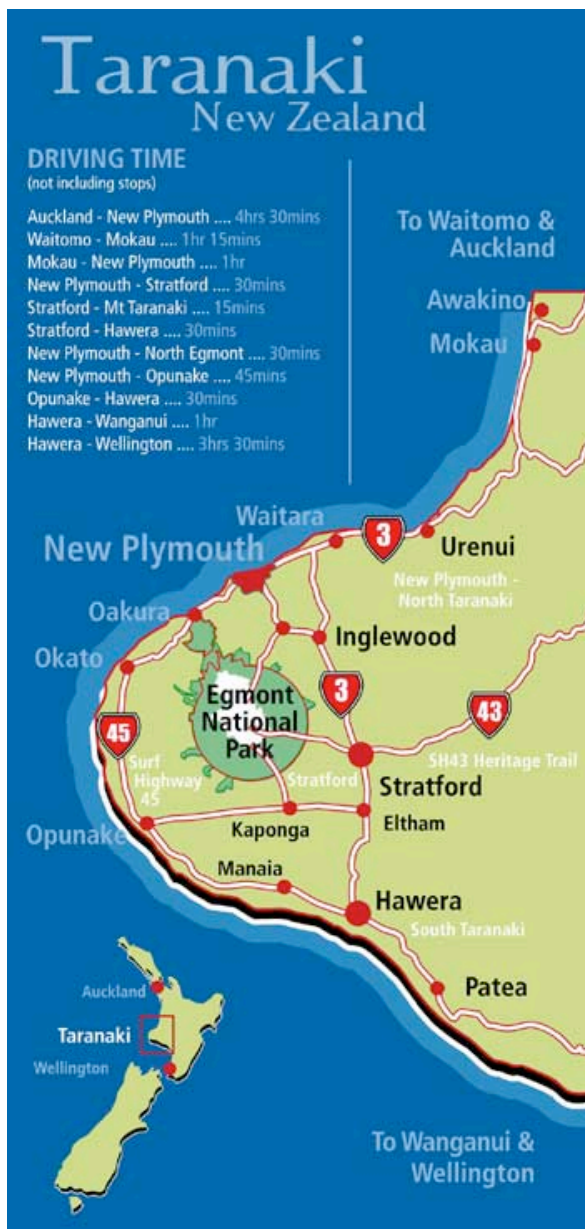 Taranaki
New Zealand
DRIVING TIME
(not including stops)
Auckland - New Plymouth .... 4hrs 30mins
Waitomo - Mokau .... 1hr 15mins
Mokau - New Plymouth .... 1hr
New Plymouth - Stratford .... 30mins
Stratford - Mt Taranaki .... 15mins
Stratford - Hawera .... 30mins
New Plymouth - North Egmont .... 30mins
New Plymouth - Opunake .... 45mins
Opunake - Hawera .... 30mins
Hawera - Wanganui .... 1hr
Hawera - Wellington .... 3hrs 30mins
To Waitomo &
Auckland
Awakino
Mokau
Waitara
3
Urenui
New Plymouth
New Plymouth -
North Taranaki
Oakura
Inglewood
Okato
Egmont
National
Park
3
43
45
Surf
Highway
45
SH43 Heritage Trail
Stratford
Stratford
Opunake
Kaponga
Eltham
Manaia
Hawera
South Taranaki
Patea
Auckland
Taranaki
Wellington
To Wanganui &
Wellington